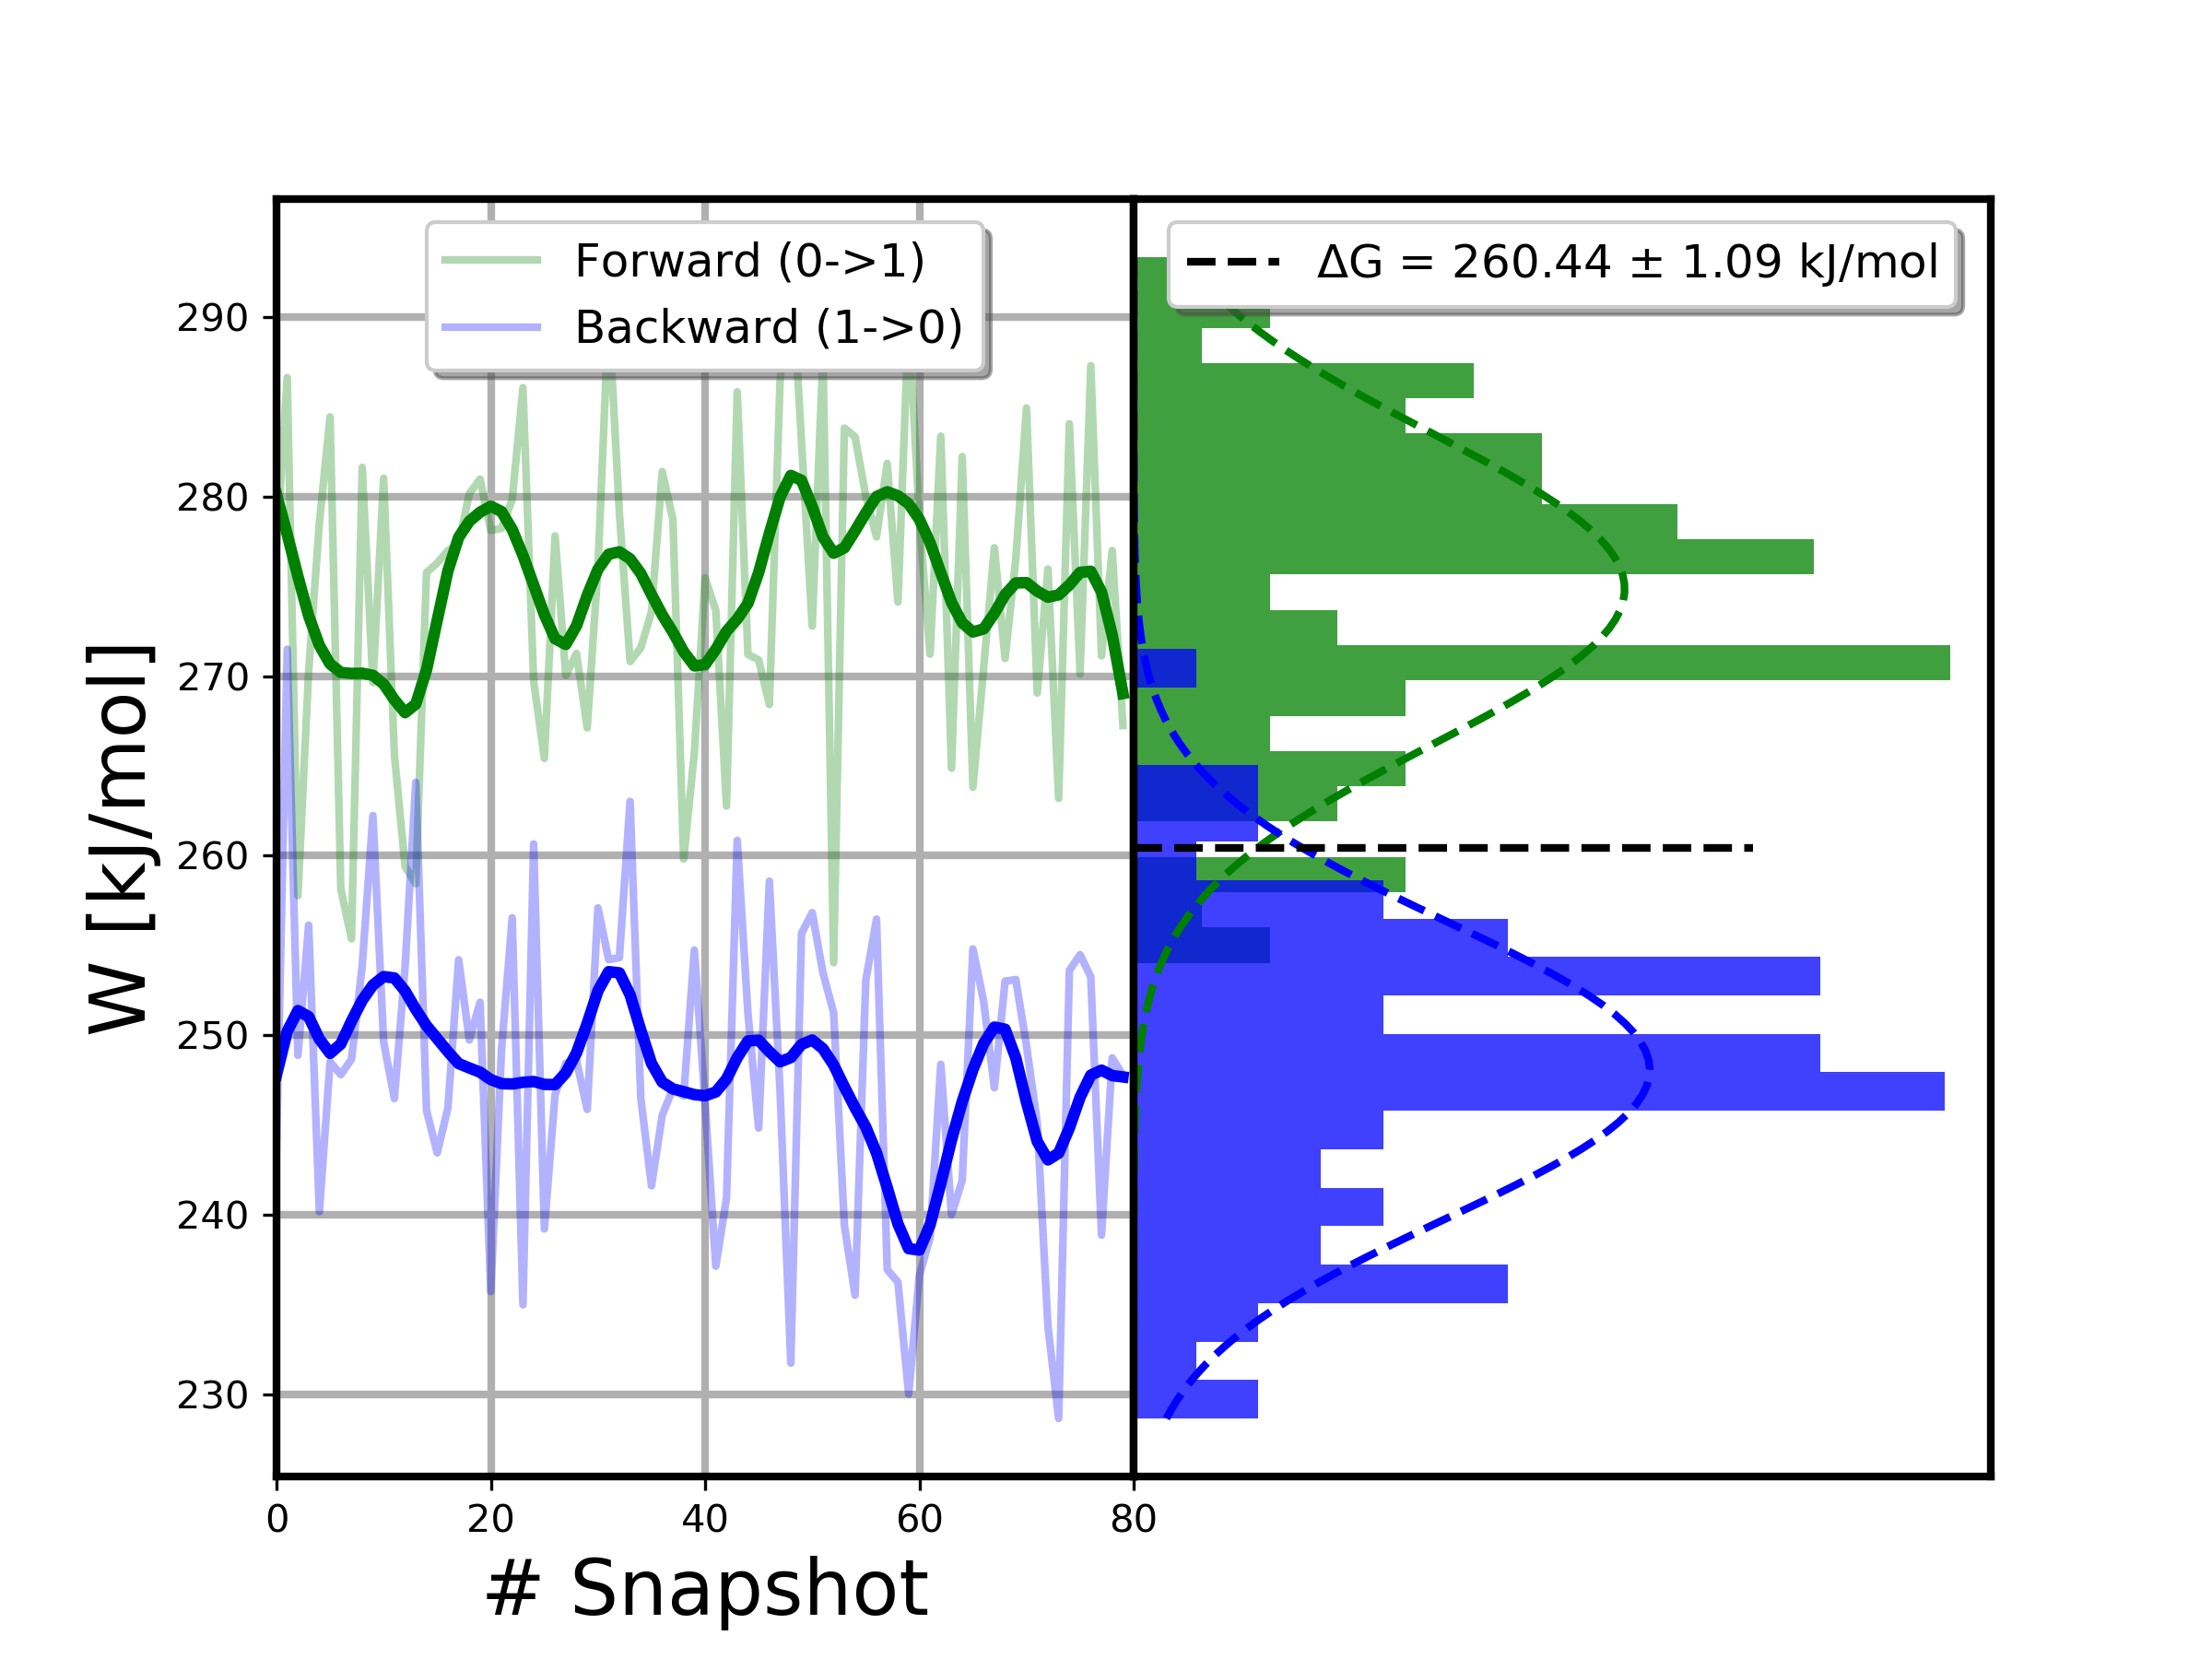 Forward (0->1)
Backward (1->0)
ΔG = 260.44 ± 1.09 kJ/mol
W [kJ/mol]
290
280
270
260
250
240
230
0
20
40
60
80
# Snapshot